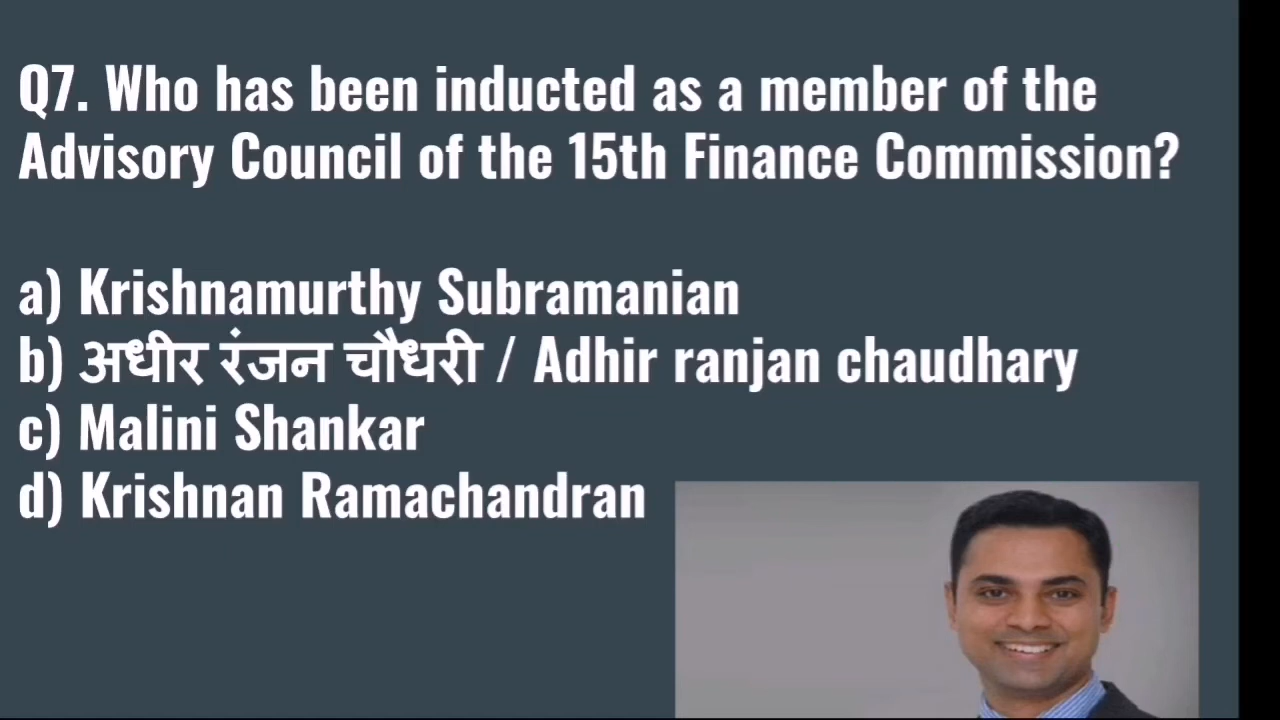 Q7. Who has been inducted as a member of the
Advisory Council of the 15th Finance Commission?
a) Krishnamurthy Subramanian
b) अधीर रंजन चौधरी / Adhir ranjan chaudhary
c) Malini Shankar
d) Krishnan Ramachandran